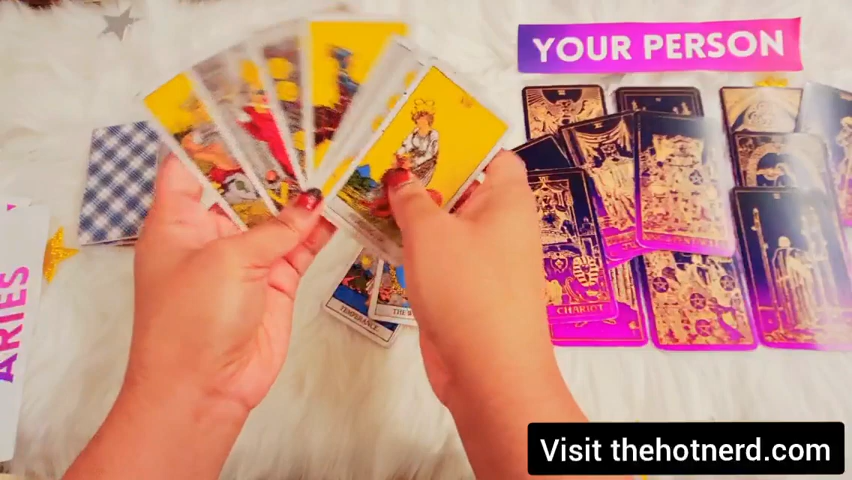 YOUR PERSON
ARIES
CHARIOT
TEMPERANCE
Visit thehotnerd.com